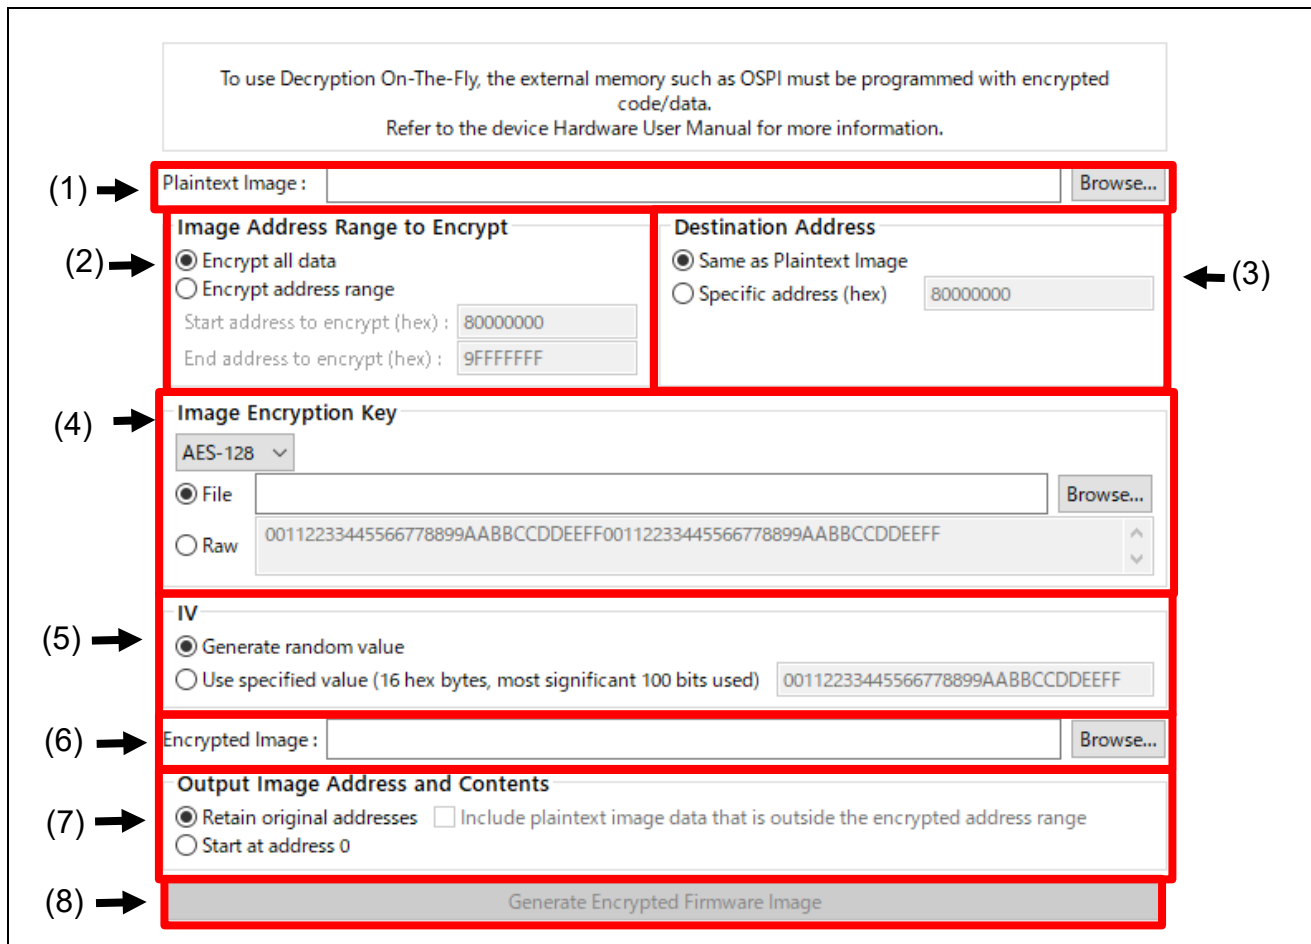 To use Decryption On-The-Fly, the external memory such as OSPI must be programmed with encrypted
code/data.
Refer to the device Hardware User Manual for more information.
(1) Plaintext Image : Browse...
Image Address Range to Encrypt
Destination Address
(2) Encrypt all data
Same as Plaintext Image
(3)
Encrypt address range
Specific address (hex) 80000000
Start address to encrypt (hex) : 80000000
End address to encrypt (hex) : 9FFFFFFF
(4) Image Encryption Key
AES-128
File Browse...
Raw 00112233445566778899AABBCCDDEEFF00112233445566778899AABBCCDDEEFF
IV
(5) Generate random value
Use specified value (16 hex bytes, most significant 100 bits used) 00112233445566778899AABBCCDDEEFF
(6) Encrypted Image : Browse...
Output Image Address and Contents
(7) Retain original addresses Include plaintext image data that is outside the encrypted address range
Start at address 0
(8) Generate Encrypted Firmware Image